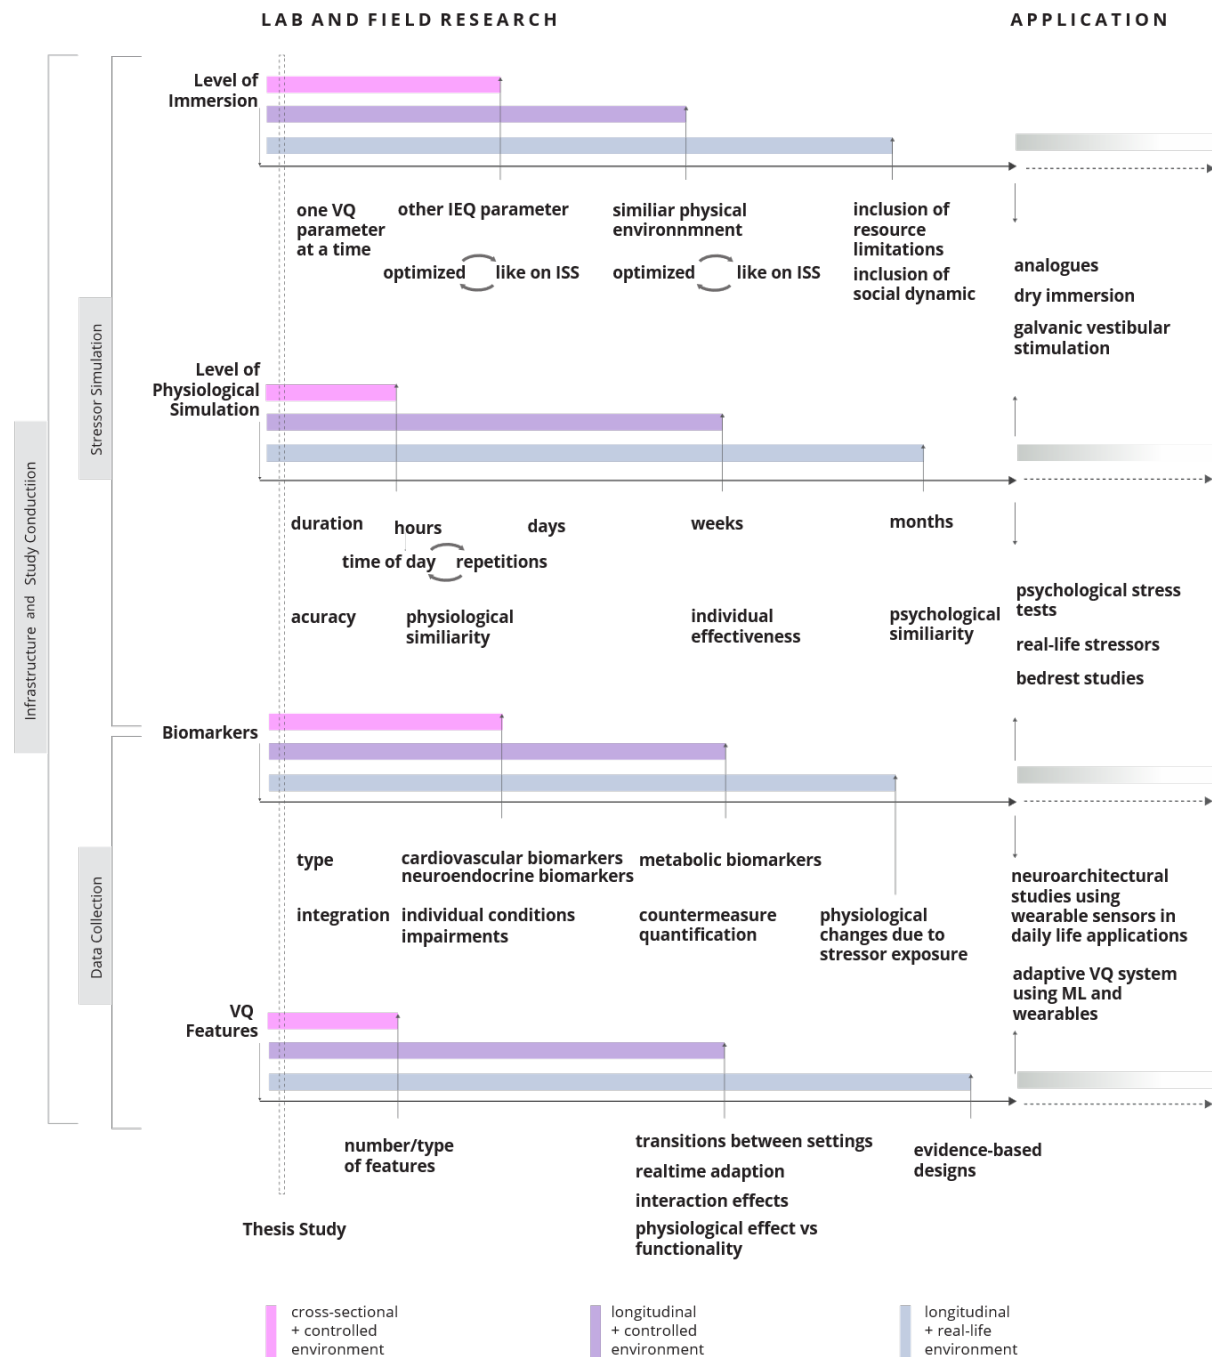 LAB AND FIELD RESEARCH
APPLICATION
Infrastructure and Study Conductiion
Stressor Simulation
Level of
Immersion
one VQ
parameter
at a time
other IEQ parameter
optimized
like on ISS
similiar physical
environnmnent
optimized
like on ISS
inclusion of
resource
limitations
inclusion of
social dynamic
analogues
dry immersion
galvanic vestibular
stimulation
Level of
Physiological
Simulation
duration
hours
days
weeks
months
time of day
repetitions
acuracy
physiological
similiarity
individual
effectiveness
psychological
similiarity
psychological stress
tests
real-life stressors
bedrest studies
Data Collection
Biomarkers
type
cardiovascular biomarkers
neuroendocrine biomarkers
metabolic biomarkers
integration
individual conditions
impairments
countermeasure
quantification
physiological
changes due to
stressor exposure
neuroarchitectural
studies using
wearable sensors in
daily life applications
adaptive VQ system
using ML and
wearables
VQ
Features
number/type
of features
transitions between settings
realtime adaption
interaction effects
physiological effect vs
functionality
evidence-based
designs
Thesis Study
cross-sectional
+ controlled
environment
longitudinal
+ controlled
environment
longitudinal
+ real-life
environment